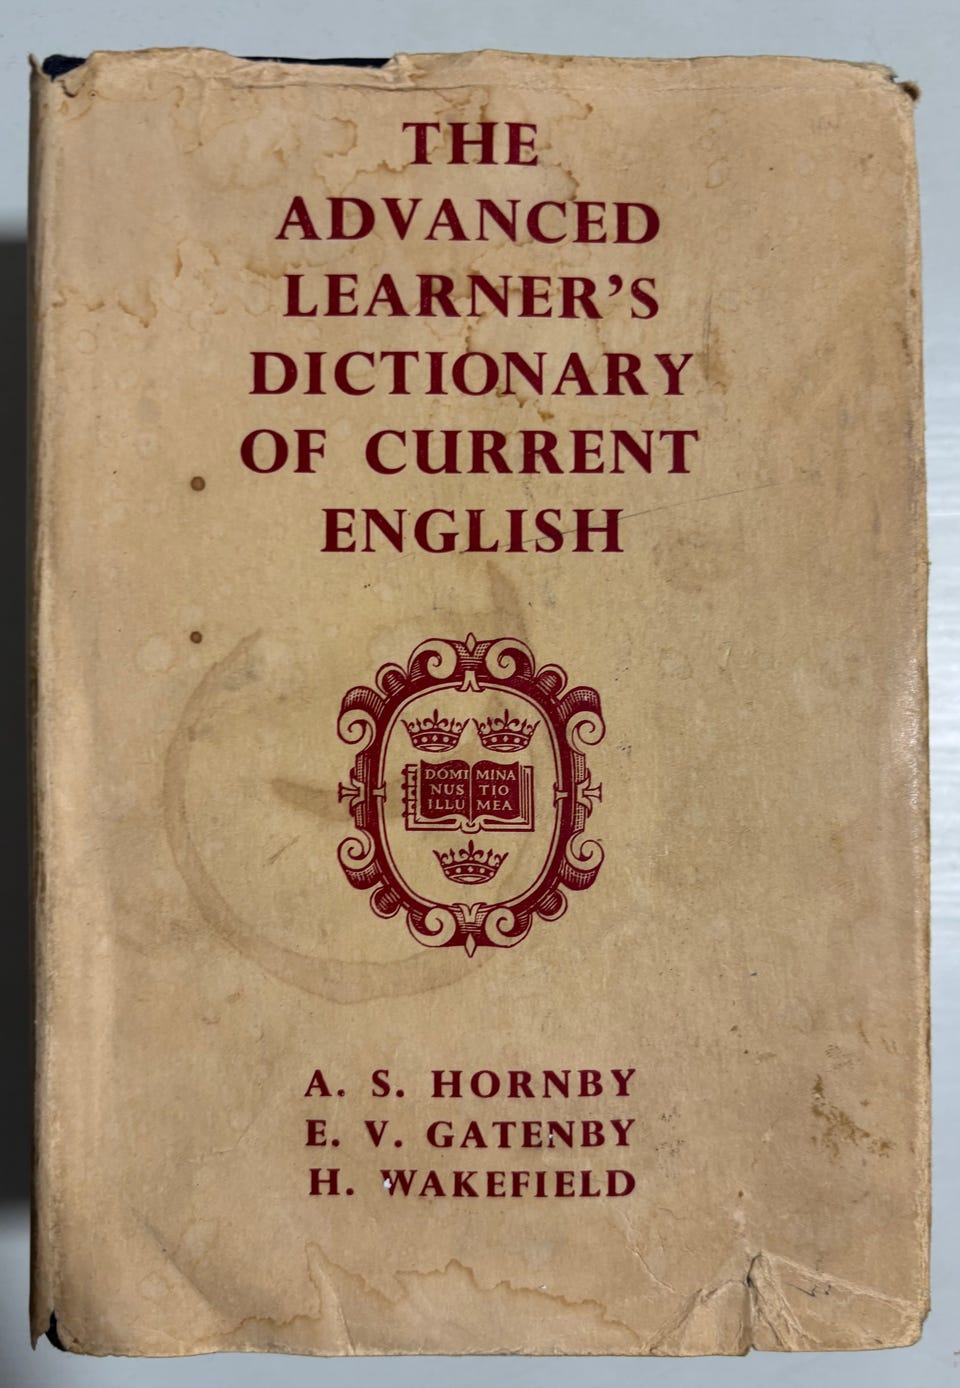 THE
ADVANCED
LEARNER’S
DICTIONARY
OF CURRENT
ENGLISH
DOMI MINA
NUS TIO
ILLU MEA
A. S. HORNBY
E. V. GATENBY
H. WAKEFIELD